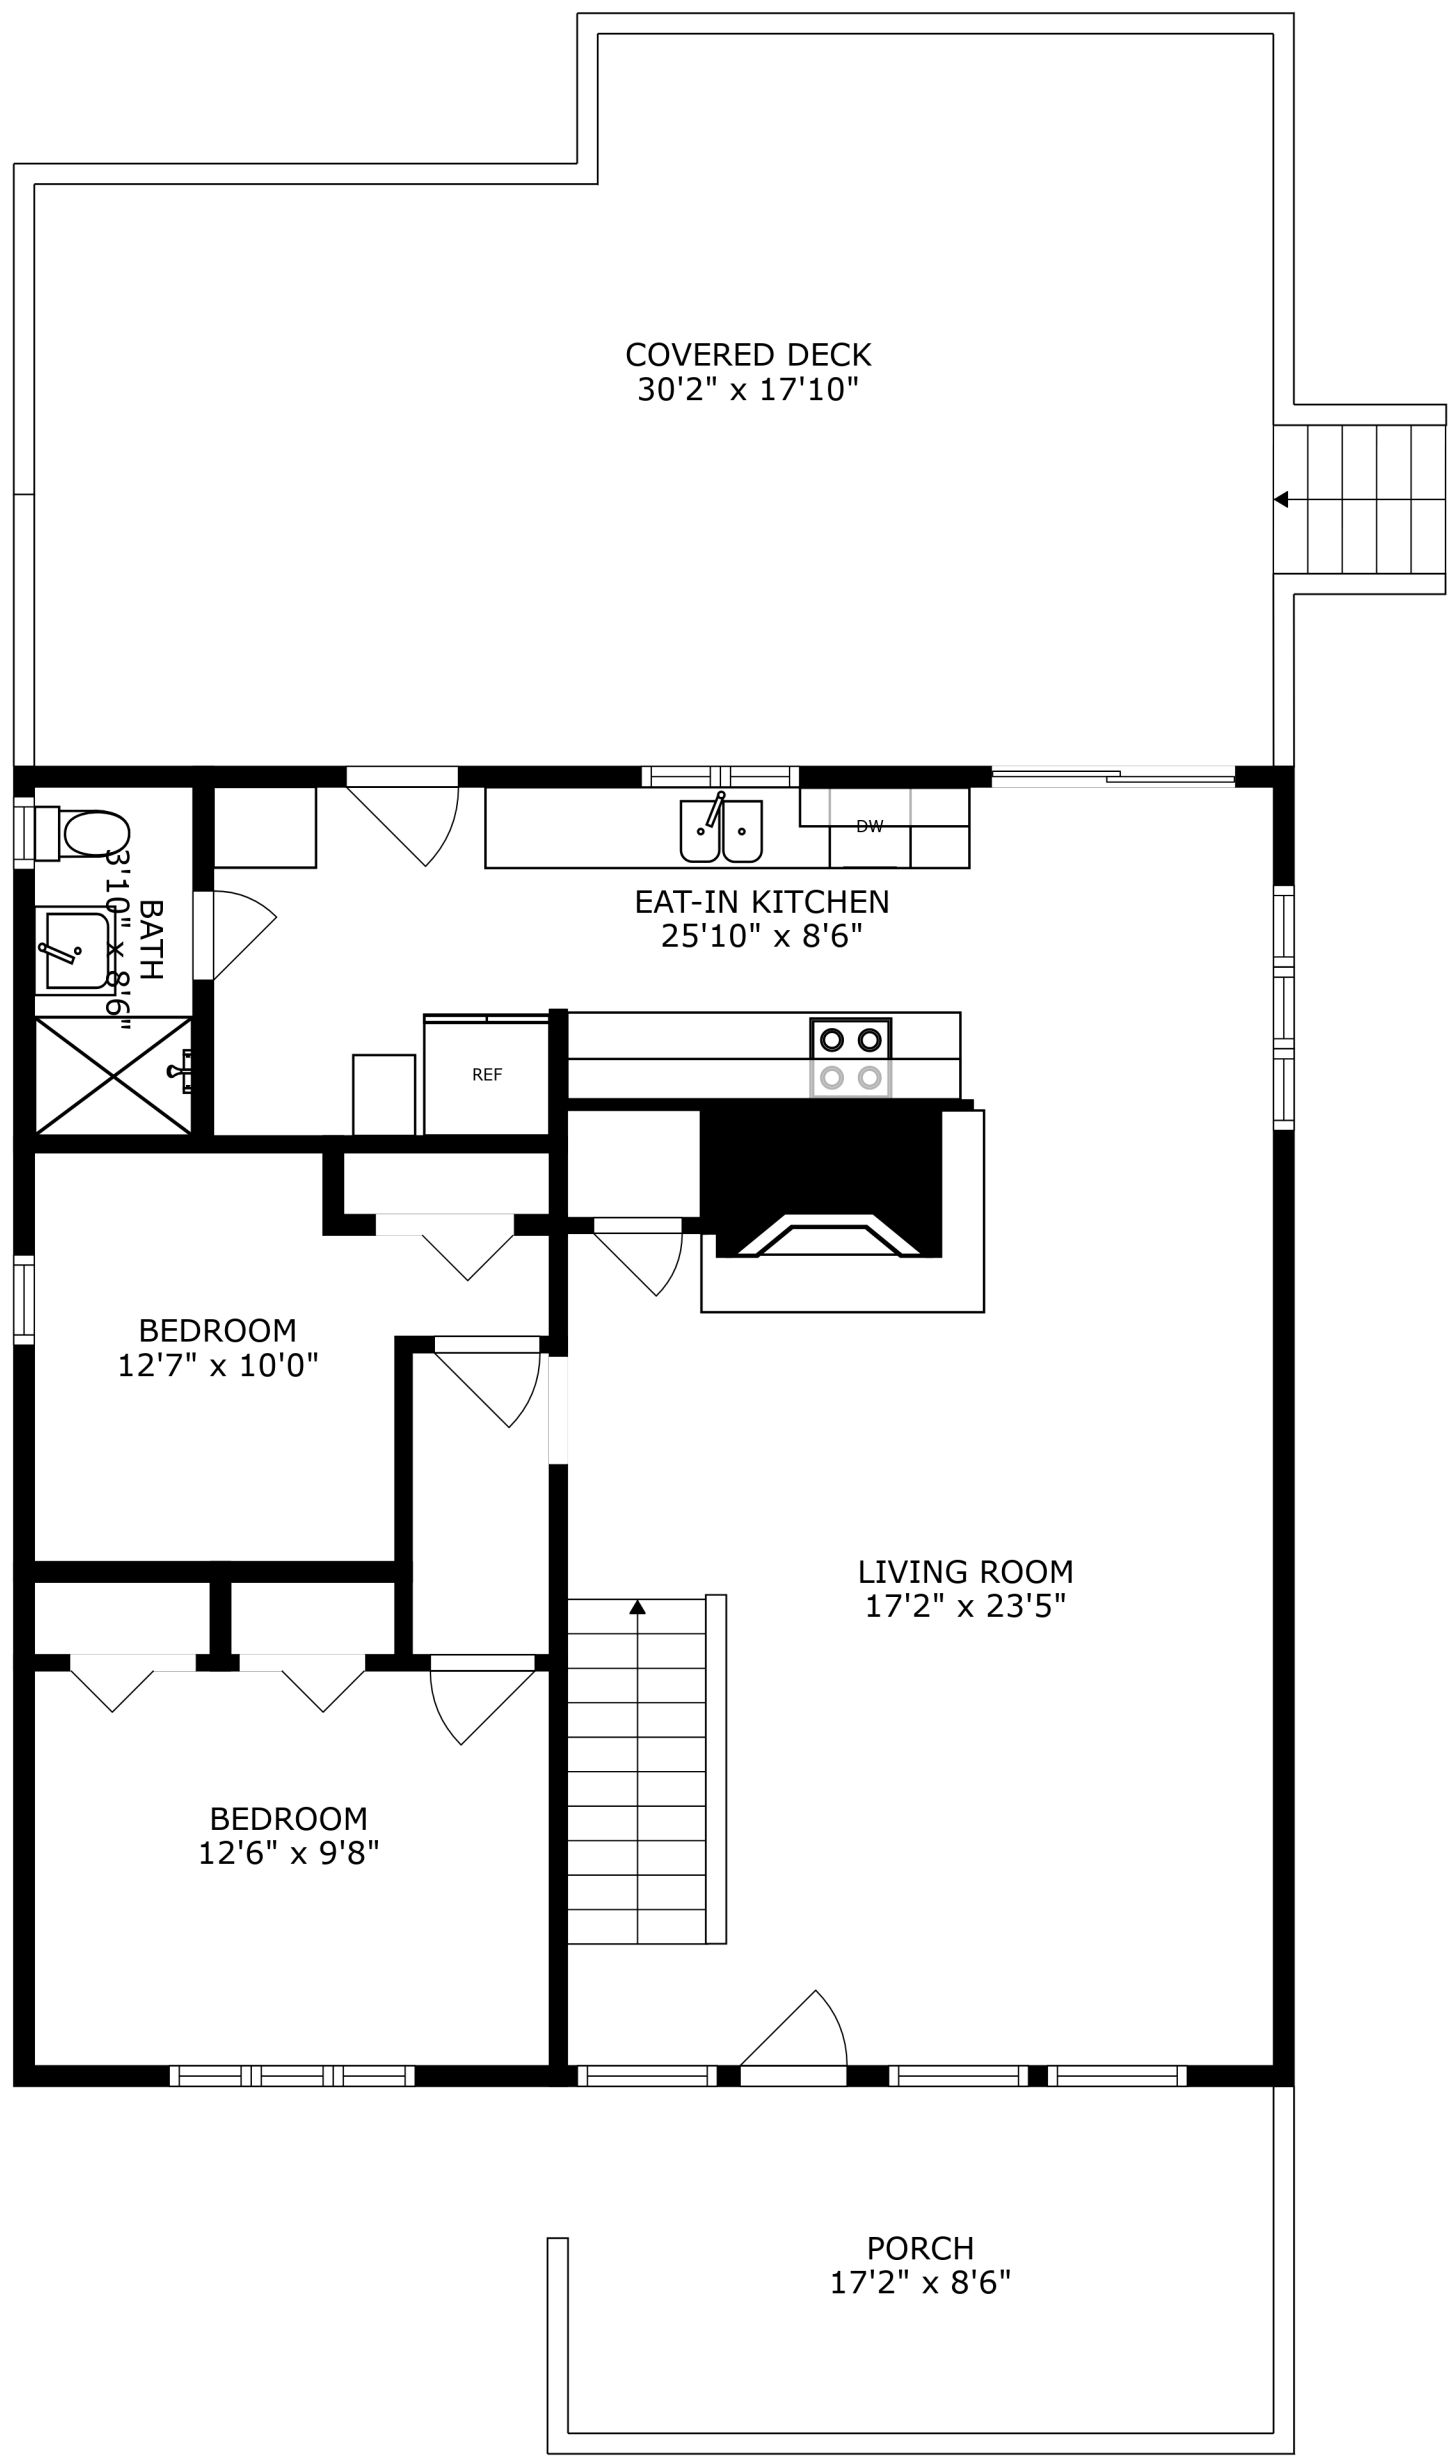 COVERED DECK
30'2" x 17'10"
DW
EAT-IN KITCHEN
25'10" x 8'6"
BATH
3'10" x 8'6"
REF
BEDROOM
12'7" x 10'0"
LIVING ROOM
17'2" x 23'5"
BEDROOM
12'6" x 9'8"
PORCH
17'2" x 8'6"